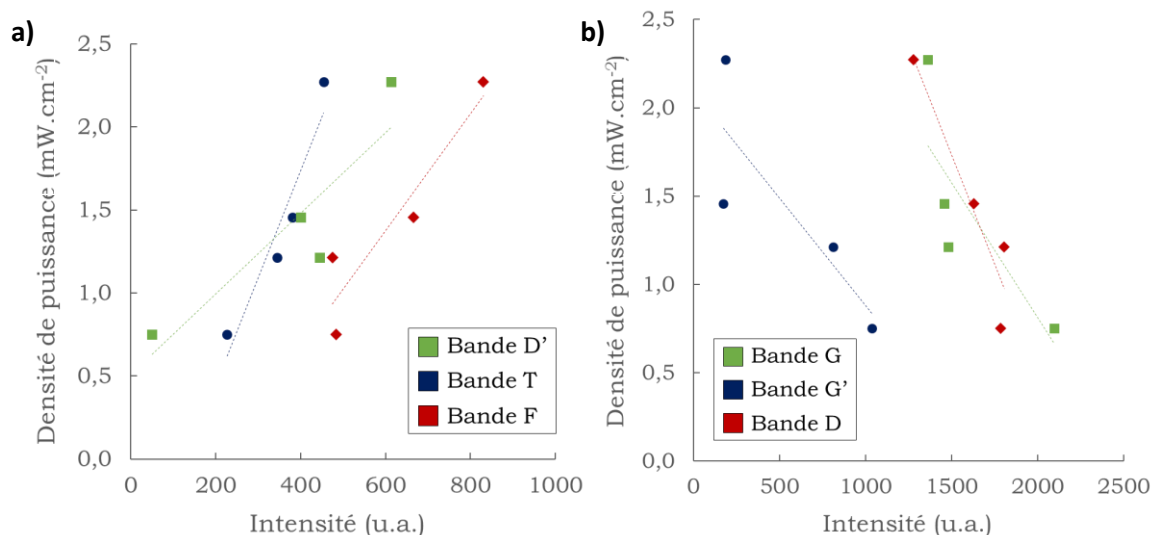 a)
Densité de puissance (mW.cm-2)
2,5
2,0
1,5
1,0
0,5
0,0
0
200
400
600
800
1000
Intensité (u.a.)
Bande D’
Bande T
Bande F
b)
Densité de puissance (mW.cm-2)
2,5
2,0
1,5
1,0
0,5
0,0
0
500
1000
1500
2000
2500
Intensité (u.a.)
Bande G
Bande G’
Bande D